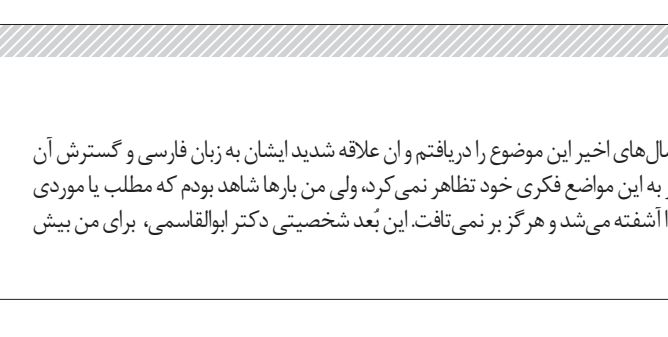 سال‌های اخیر این موضوع را دریافتم و ان علاقه شدید ایشان به زبان فارسی و گسترش آن
به این مواضع فکری خود تظاهر نمی‌کرد، ولی من بارها شاهد بودم که مطلب یا موردی
آشفته می‌شد و هرگز بر نمی‌تافت. این بُعد شخصیتی دکتر ابوالقاسمی، برای من بیش